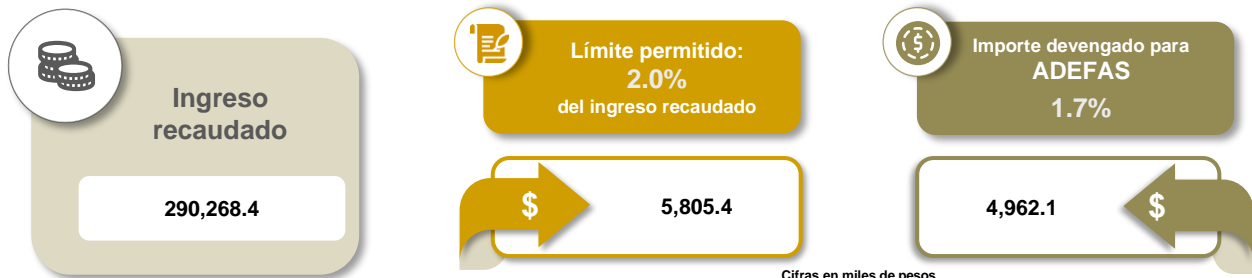 Ingreso
recaudado
290,268.4
Límite permitido:
2.0%
del ingreso recaudado
$
5,805.4
Importe devengado para
ADEFAS
1.7%
4,962.1
$
Cifras en miles de pesos